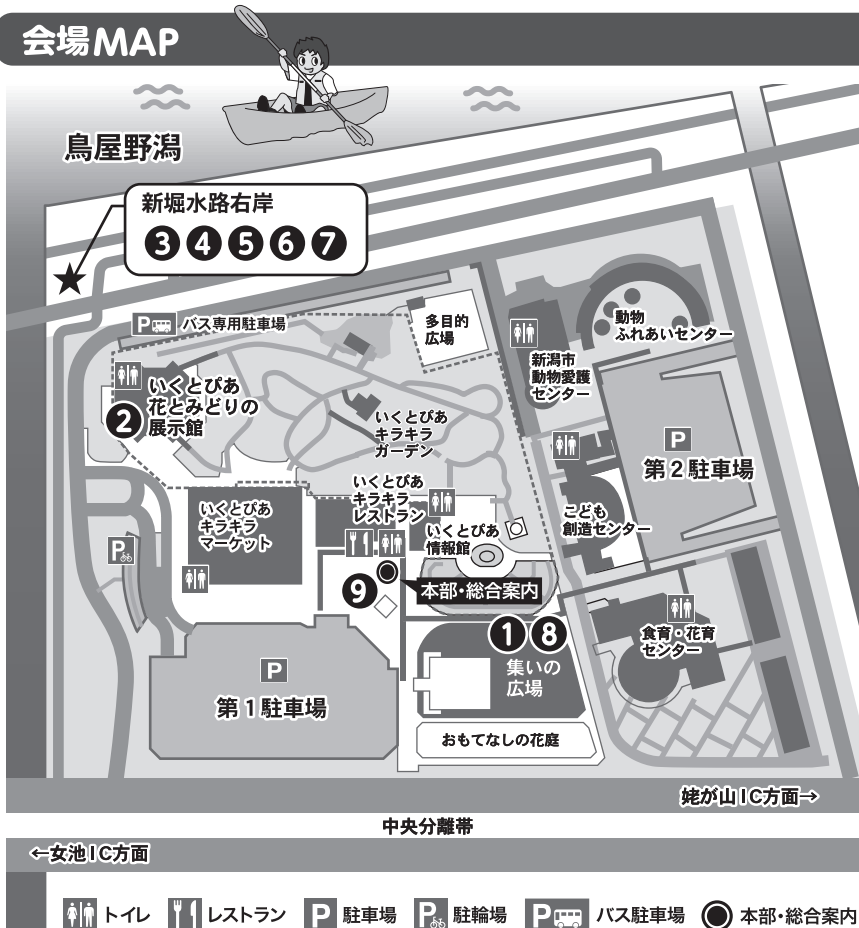 会場MAP
鳥屋野潟
新堀水路右岸
❸❹❺❻❼
P バス専用駐車場
多目的
広場
動物
ふれあいセンター
新潟市
動物愛護
センター
❷
いくとぴあ
花とみどりの
展示館
いくとぴあ
キラキラ
ガーデン
P
第2駐車場
いくとぴあ
キラキラ
レストラン
いくとぴあ
キラキラ
マーケット
いくとぴあ
情報館
こども
創造センター
P
❾
本部・総合案内
❶❽
集いの
広場
食育・花育
センター
P
第1駐車場
おもてなしの花庭
姥が山IC方面→
中央分離帯
←女池IC方面
トイレ レストラン P 駐車場 P 駐輪場 P バス駐車場 本部・総合案内